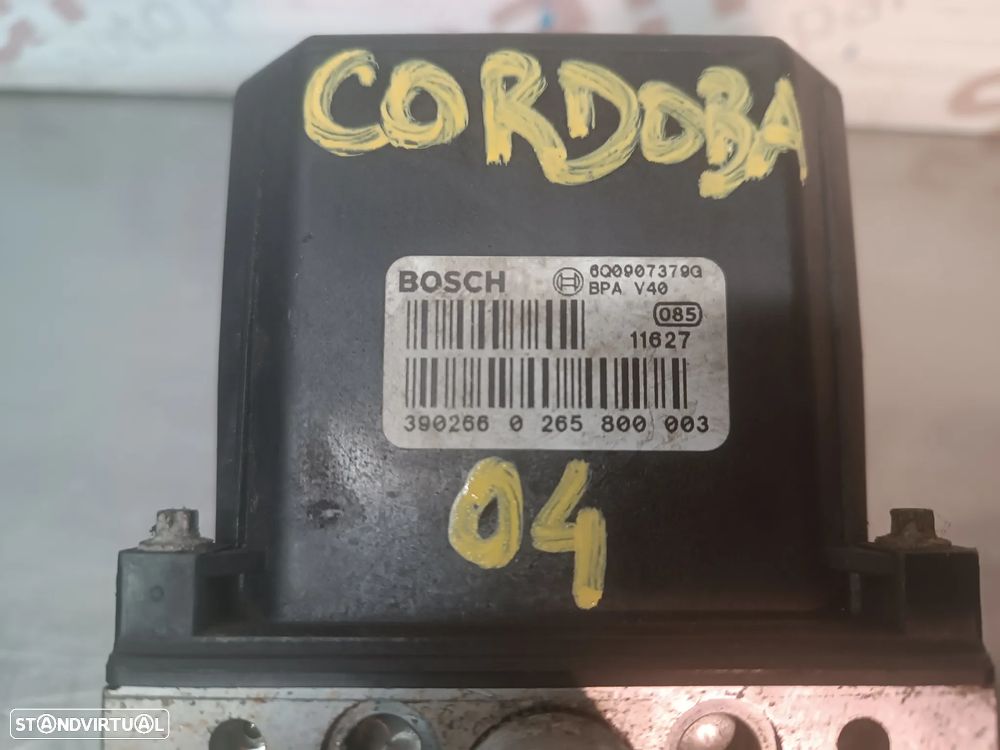 CORDOBA
BOSCH
6Q0907379G
BPA V40
085
11627
390266 0 265 800 003
04
STANDVIRTUAL